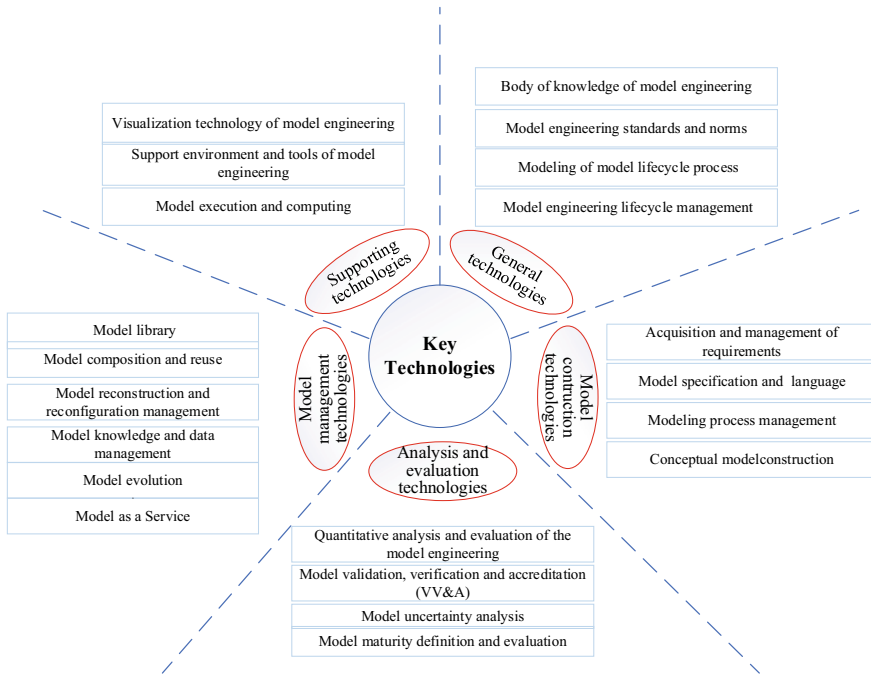 Body of knowledge of model engineering
Model engineering standards and norms
Modeling of model lifecycle process
Model engineering lifecycle management
Visualization technology of model engineering
Support environment and tools of model
engineering
Model execution and computing
Supporting
technologies
General
technologies
Key
Technologies
Model
management
technologies
Model
contruction
technologies
Analysis and
evaluation
technologies
Model library
Model composition and reuse
Model reconstruction and
reconfiguration management
Model knowledge and data
management
Model evolution
Model as a Service
Acquisition and management of
requirements
Model specification and language
Modeling process management
Conceptual modelconstruction
Quantitative analysis and evaluation of the
model engineering
Model validation, verification and accreditation
(VV&A)
Model uncertainty analysis
Model maturity definition and evaluation